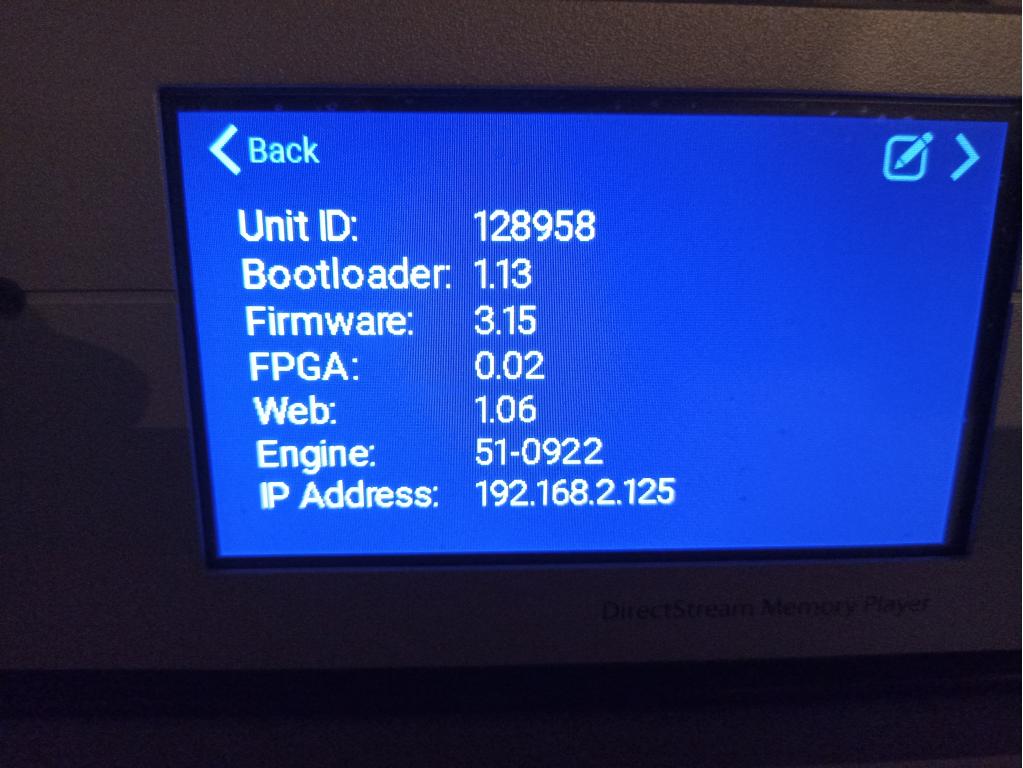 Back
Unit ID: 128958
Bootloader: 1.13
Firmware: 3.15
FPGA: 0.02
Web: 1.06
Engine: 51-0922
IP Address: 192.168.2.125
DirectStream Memory Player